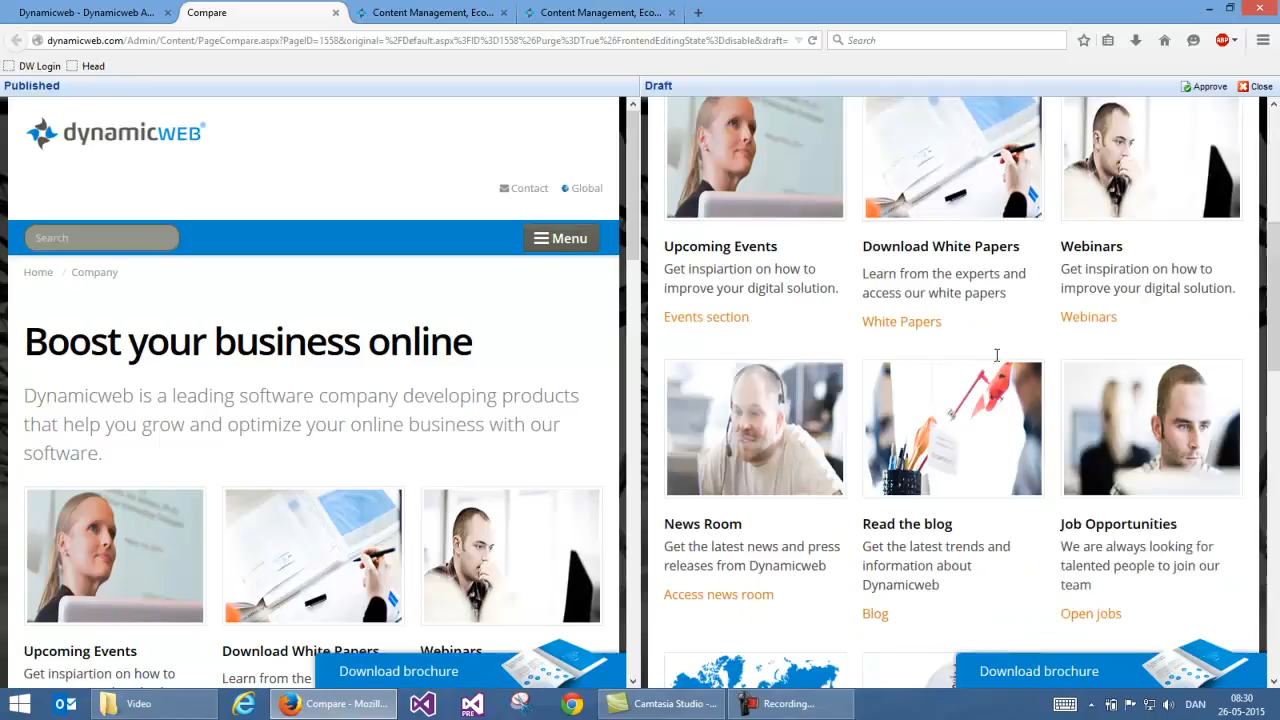 Dynamicweb - Dynamicweb A...
Compare
Content Management, Eco...
Content Management, Eco...
dynamicweb.com/Admin/Content/PageCompare.aspx?PageID=1558&original=%2FDefault.aspx%3FID%3D1558%26Purge%3DTrue%26FrontendEditingState%3Ddisable&draft=
Search
DW Login
Head
Published
Draft
Approve
Close
dynamicWEB®
Contact
Global
Search
Menu
Home / Company
Boost your business online
Dynamicweb is a leading software company developing products
that help you grow and optimize your online business with our
software.
Upcoming Events
Get inspiartion on how to
Download White Papers
Learn from the
Webinars
Download brochure
Upcoming Events
Get inspiartion on how to
improve your digital solution.
Events section
Download White Papers
Learn from the experts and
access our white papers
White Papers
Webinars
Get inspiration on how to
improve your digital solution.
Webinars
News Room
Get the latest news and press
releases from Dynamicweb
Access news room
Read the blog
Get the latest trends and
information about
Dynamicweb
Blog
Job Opportunities
We are always looking for
talented people to join our
team
Open jobs
Download brochure
Video
Compare - Mozill...
PRE
Camtasia Studio -...
Recording...
DAN
08:30
26-05-2015